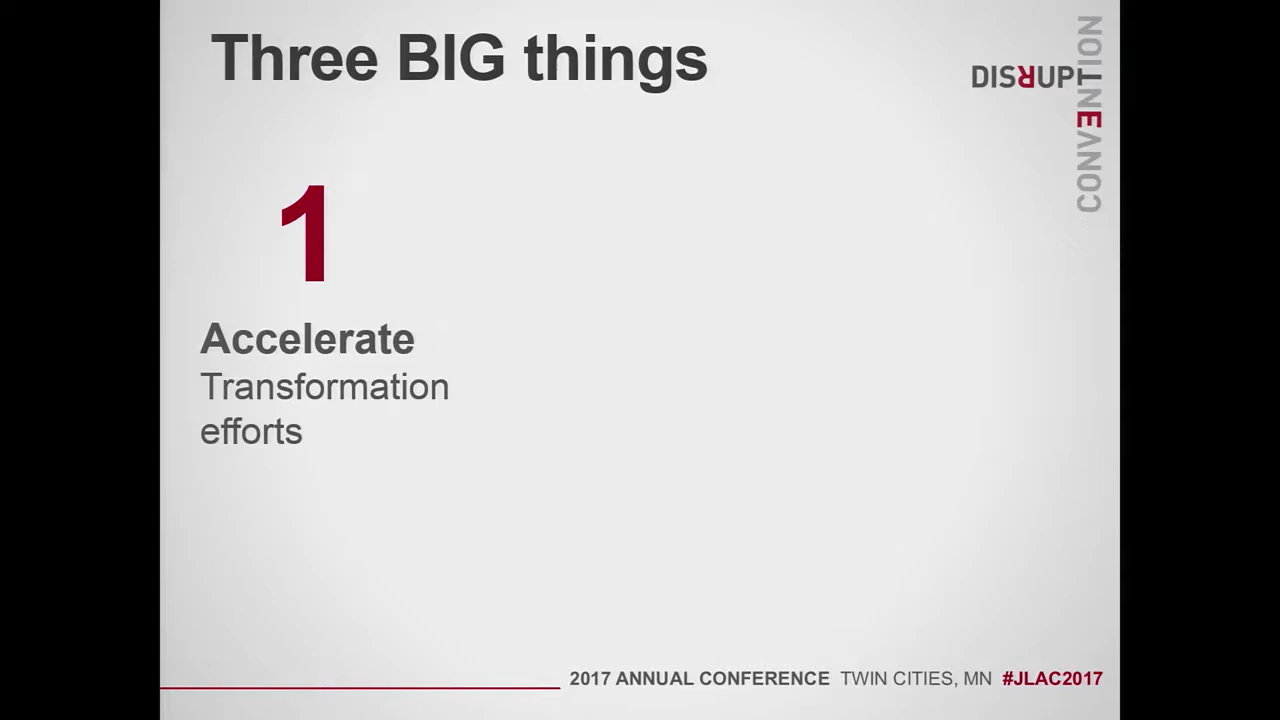 Three BIG things
DISRUPT
CONVENTION
1
Accelerate
Transformation
efforts
2017 ANNUAL CONFERENCE TWIN CITIES, MN #JLAC2017